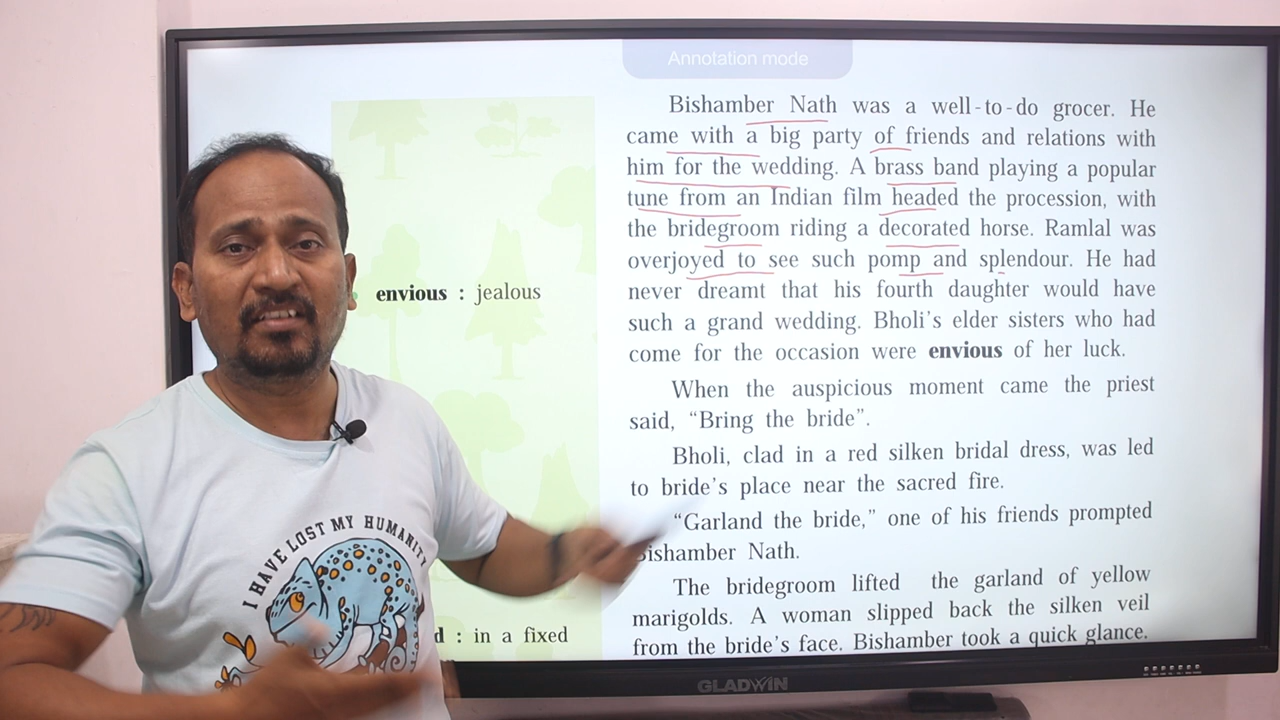 Annotation mode
envious : jealous
d : in a fixed
Bishamber Nath was a well-to-do grocer. He
came with a big party of friends and relations with
him for the wedding. A brass band playing a popular
tune from an Indian film headed the procession, with
the bridegroom riding a decorated horse. Ramlal was
overjoyed to see such pomp and splendour. He had
never dreamt that his fourth daughter would have
such a grand wedding. Bholi's elder sisters who had
come for the occasion were envious of her luck.
When the auspicious moment came the priest
said, “Bring the bride”.
Bholi, clad in a red silken bridal dress, was led
to bride's place near the sacred fire.
“Garland the bride,” one of his friends prompted
Bishamber Nath.
The bridegroom lifted the garland of yellow
marigolds. A woman slipped back the silken veil
from the bride's face. Bishamber took a quick glance.
I HAVE LOST MY HUMANITY
GLADWIN